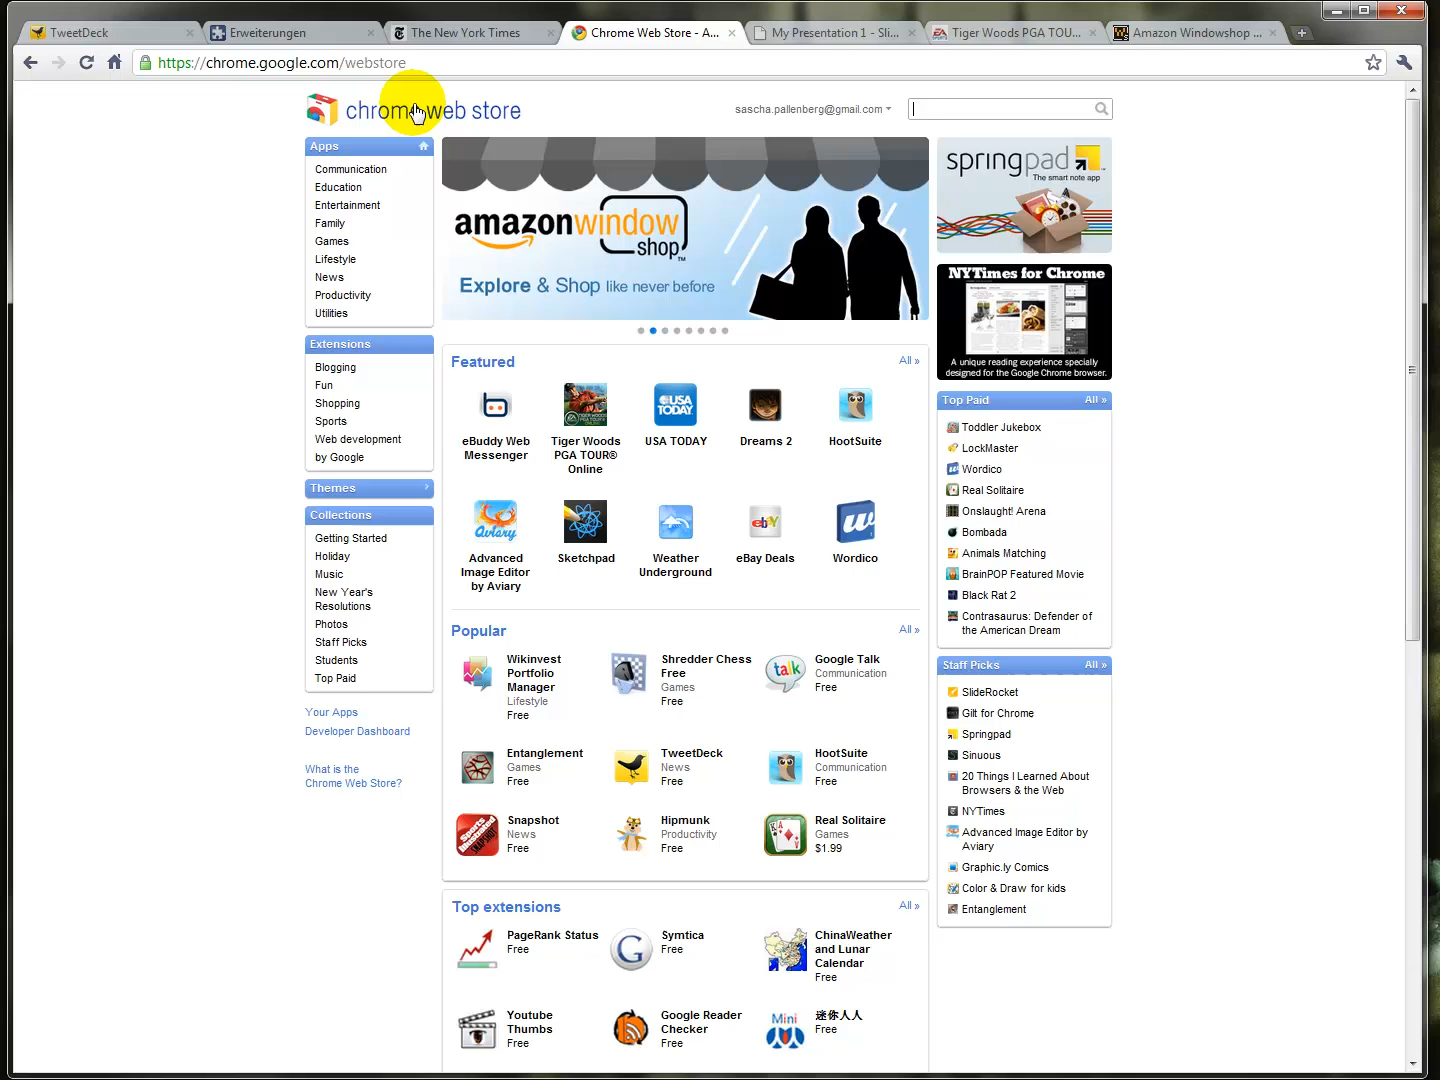 TweetDeck
Erweiterungen
The New York Times
Chrome Web Store - A...
My Presentation 1 - Sli...
Tiger Woods PGA TOU...
Amazon Windowshop ...
https://chrome.google.com/webstore
chrome web store
sascha.pallenberg@gmail.com
Apps
Communication
Education
Entertainment
Family
Games
Lifestyle
News
Productivity
Utilities
Extensions
Blogging
Fun
Shopping
Sports
Web development
by Google
Themes
Collections
Getting Started
Holiday
Music
New Year's
Resolutions
Photos
Staff Picks
Students
Top Paid
Your Apps
Developer Dashboard
What is the
Chrome Web Store?
amazonwindow
shop™
Explore & Shop like never before
Featured
All »
eBuddy Web
Messenger
Tiger Woods
PGA TOUR®
Online
USA TODAY
USA TODAY
Dreams 2
HootSuite
Aviary
Advanced
Image Editor
by Aviary
Sketchpad
Weather
Underground
ebY
eBay Deals
W
Wordico
Popular
All »
Wikinvest
Portfolio
Manager
Lifestyle
Free
Shredder Chess
Free
Games
Free
talk
Google Talk
Communication
Free
Entanglement
Games
Free
TweetDeck
News
Free
HootSuite
Communication
Free
Sports Illustrated
SNAPSHOT
Snapshot
News
Free
Hipmunk
Productivity
Free
Real Solitaire
Games
$1.99
Top extensions
All »
PageRank Status
Free
G
Symtica
Free
ChinaWeather
and Lunar
Calendar
Free
Youtube
Thumbs
Free
Google Reader
Checker
Free
Mini
迷你人人
Free
springpad
The smart note app
NYTimes for Chrome
A unique reading experience specially
designed for the Google Chrome browser.
Top Paid
All »
Toddler Jukebox
LockMaster
Wordico
Real Solitaire
Onslaught! Arena
Bombada
Animals Matching
BrainPOP Featured Movie
Black Rat 2
Contrasaurus: Defender of
the American Dream
Staff Picks
All »
SlideRocket
Gilt for Chrome
Springpad
Sinuous
20 Things I Learned About
Browsers & the Web
NYTimes
Advanced Image Editor by
Aviary
Graphic.ly Comics
Color & Draw for kids
Entanglement